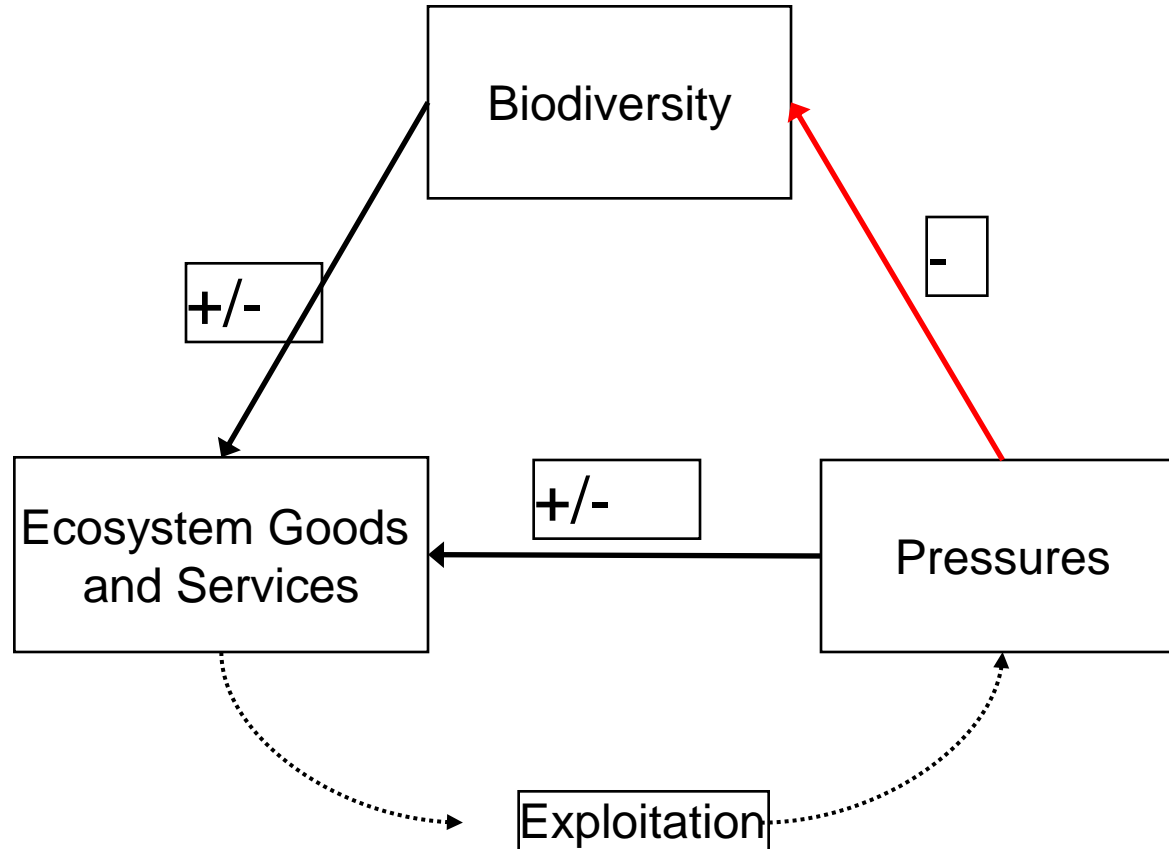 Biodiversity
-
+/-
+/-
Ecosystem Goods
and Services
Pressures
Exploitation